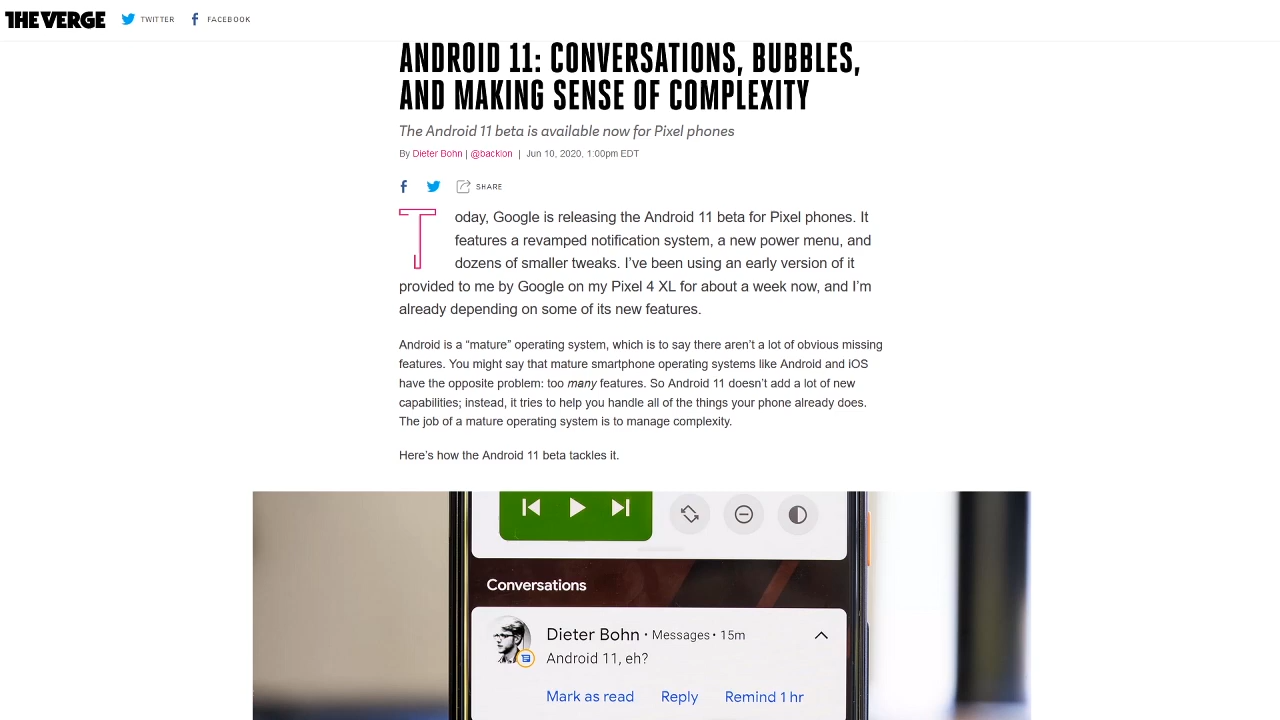 THE VERGE
TWITTER
FACEBOOK
ANDROID 11: CONVERSATIONS, BUBBLES,
AND MAKING SENSE OF COMPLEXITY
The Android 11 beta is available now for Pixel phones
By Dieter Bohn | @backlon | Jun 10, 2020, 1:00pm EDT
SHARE
Today, Google is releasing the Android 11 beta for Pixel phones. It
features a revamped notification system, a new power menu, and
dozens of smaller tweaks. I’ve been using an early version of it
provided to me by Google on my Pixel 4 XL for about a week now, and I’m
already depending on some of its new features.
Android is a “mature” operating system, which is to say there aren’t a lot of obvious missing
features. You might say that mature smartphone operating systems like Android and iOS
have the opposite problem: too many features. So Android 11 doesn’t add a lot of new
capabilities; instead, it tries to help you handle all of the things your phone already does.
The job of a mature operating system is to manage complexity.
Here’s how the Android 11 beta tackles it.
Conversations
Dieter Bohn · Messages · 15m
Android 11, eh?
Mark as read Reply Remind 1 hr